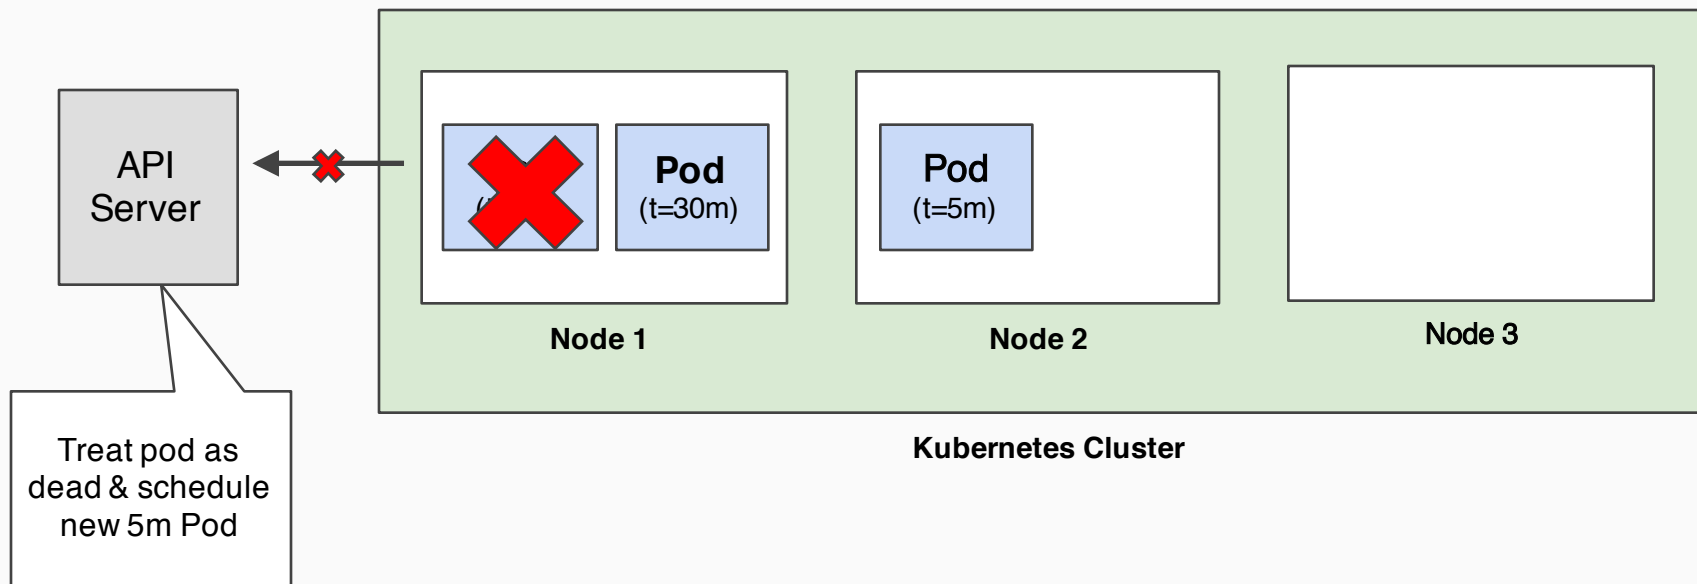 API
Server
Pod
(t=30m)
Pod
(t=5m)
Node 1
Node 2
Node 3
Kubernetes Cluster
Treat pod as
dead & schedule
new 5m Pod